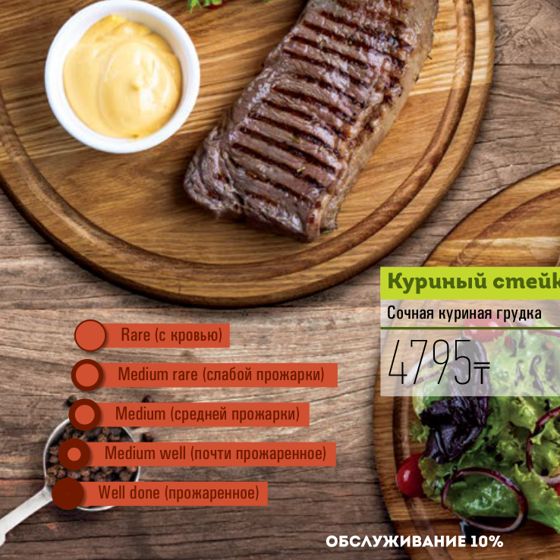 Куриный стейк
Сочная куриная грудка
4795₸
Rare (с кровью)
Medium rare (слабой прожарки)
Medium (средней прожарки)
Medium well (почти прожаренное)
Well done (прожаренное)
ОБСЛУЖИВАНИЕ 10%